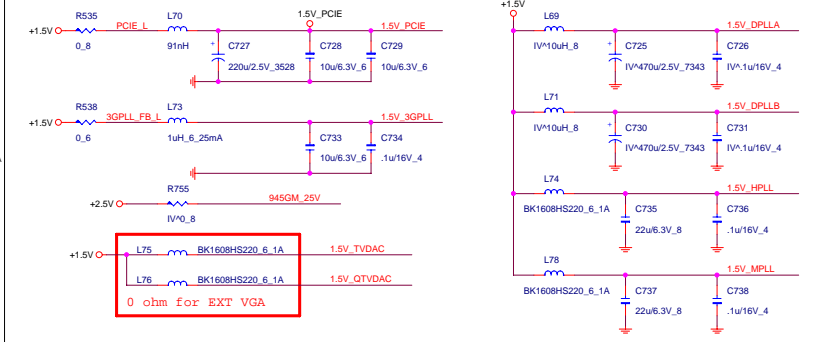 R535
+1.5V
PCIE_L
0_8
L70
91nH
1.5V_PCIE
1.5V_PCIE
+
C727
220u/2.5V_3528
C728
10u/6.3V_6
C729
10u/6.3V_6
R538
+1.5V
3GPLL_FB_L
0_6
L73
1uH_6_25mA
1.5V_3GPLL
C733
10u/6.3V_6
C734
.1u/16V_4
R755
+2.5V
IV^0_8
945GM_25V
+1.5V
L75
BK1608HS220_6_1A
1.5V_TVDAC
L76
BK1608HS220_6_1A
1.5V_QTVDAC
0 ohm for EXT VGA
+1.5V
L69
IV^10uH_8
1.5V_DPLLA
+
C725
IV^470u/2.5V_7343
C726
IV^.1u/16V_4
L71
IV^10uH_8
1.5V_DPLLB
+
C730
IV^470u/2.5V_7343
C731
IV^.1u/16V_4
L74
BK1608HS220_6_1A
1.5V_HPLL
C735
22u/6.3V_8
C736
.1u/16V_4
L78
BK1608HS220_6_1A
1.5V_MPLL
C737
22u/6.3V_8
C738
.1u/16V_4